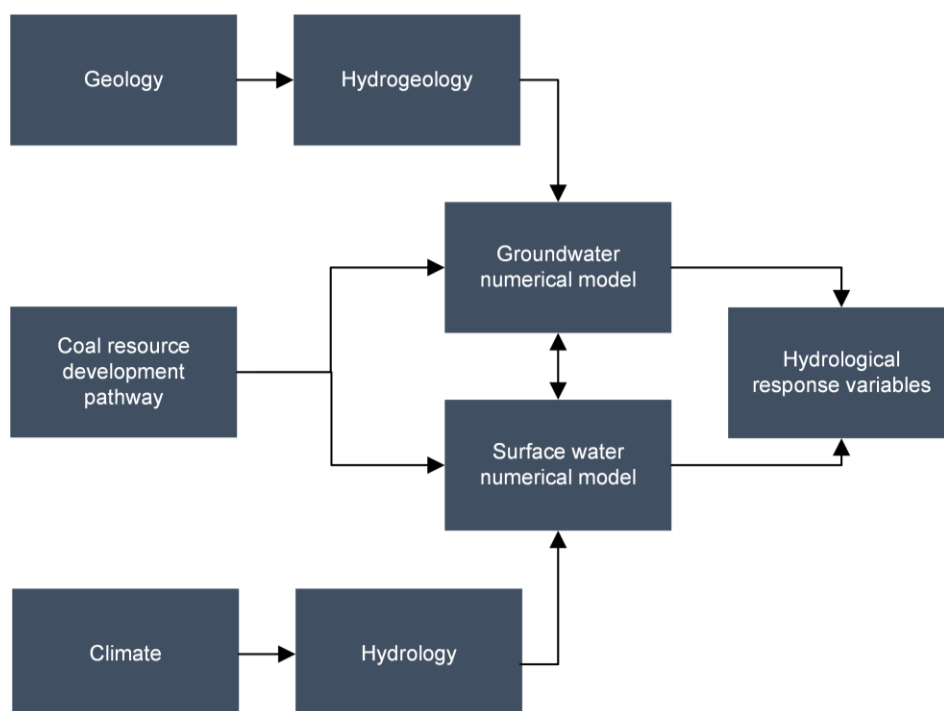 Geology
Hydrogeology
Groundwater
numerical model
Coal resource
development
pathway
Hydrological
response variables
Surface water
numerical model
Climate
Hydrology